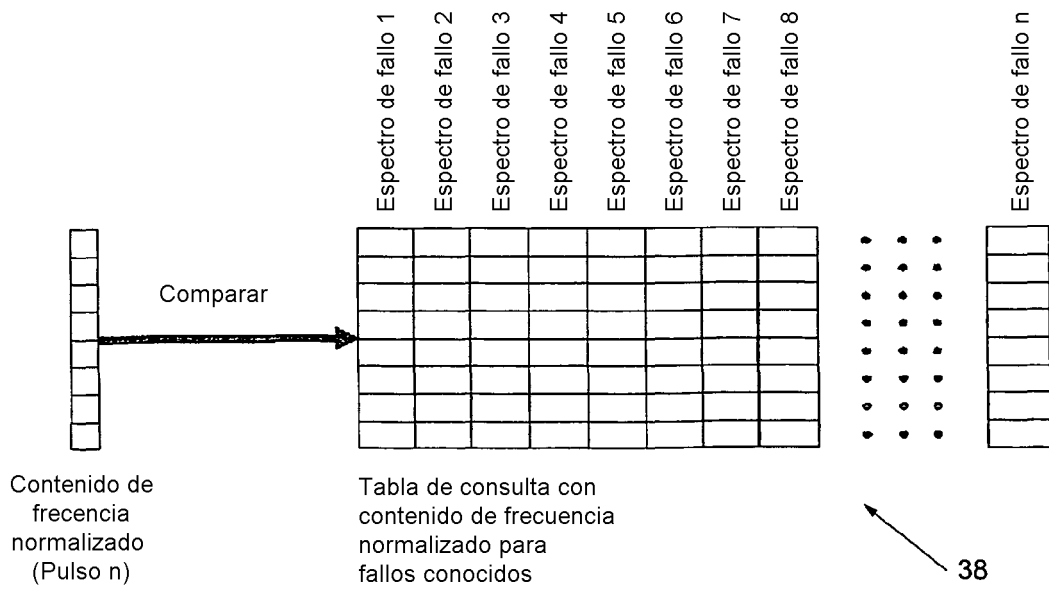 Espectro de fallo 1
Espectro de fallo 2
Espectro de fallo 3
Espectro de fallo 4
Espectro de fallo 5
Espectro de fallo 6
Espectro de fallo 7
Espectro de fallo 8
Espectro de fallo n
Comparar
Contenido de
frecencia
normalizado
(Pulso n)
Tabla de consulta con
contenido de frecuencia
normalizado para
fallos conocidos
38